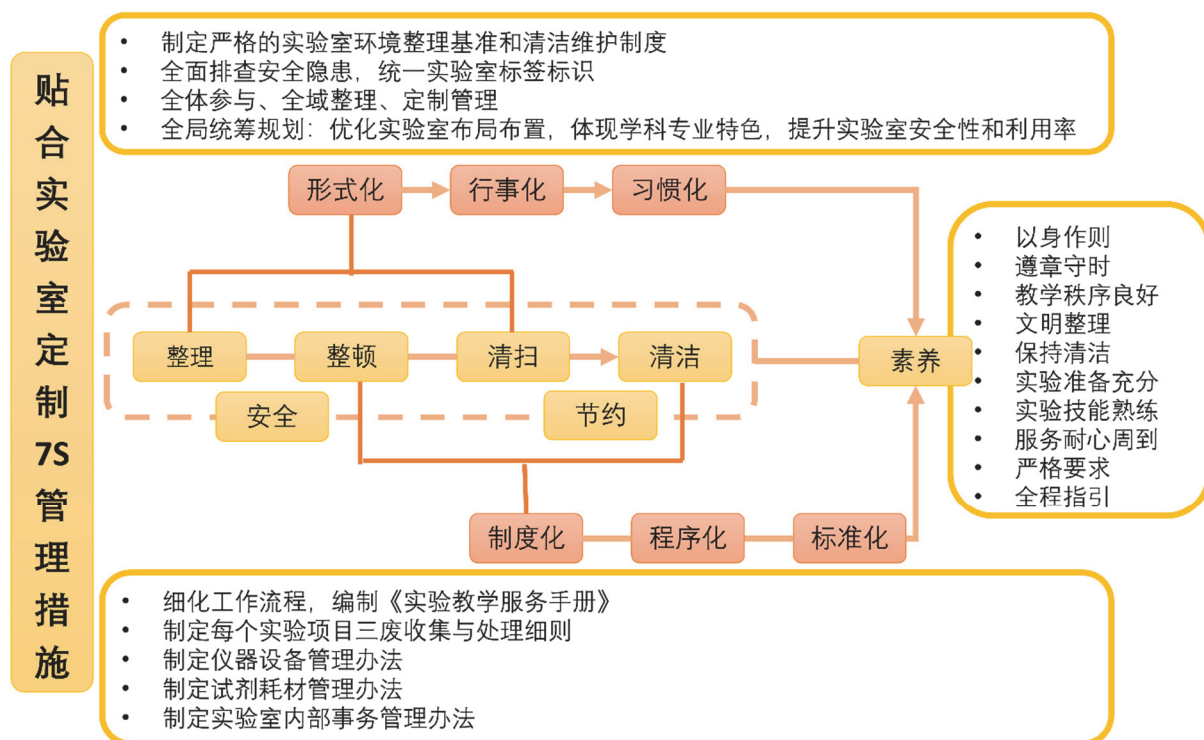 贴合实验室定制7S管理措施
• 制定严格的实验室环境整理基准和清洁维护制度
• 全面排查安全隐患，统一实验室标签标识
• 全体参与、全域整理、定制管理
• 全局统筹规划：优化实验室布局布置，体现学科专业特色，提升实验室安全性和利用率
形式化
行事化
习惯化
整理
整顿
清扫
清洁
安全
节约
素养
• 以身作则
• 遵章守时
• 教学秩序良好
• 文明整理
• 保持清洁
• 实验准备充分
• 实验技能熟练
• 服务耐心周到
• 严格要求
• 全程指引
制度化
程序化
标准化
• 细化工作流程，编制《实验教学服务手册》
• 制定每个实验项目三废收集与处理细则
• 制定仪器设备管理办法
• 制定试剂耗材管理办法
• 制定实验室内部事务管理办法